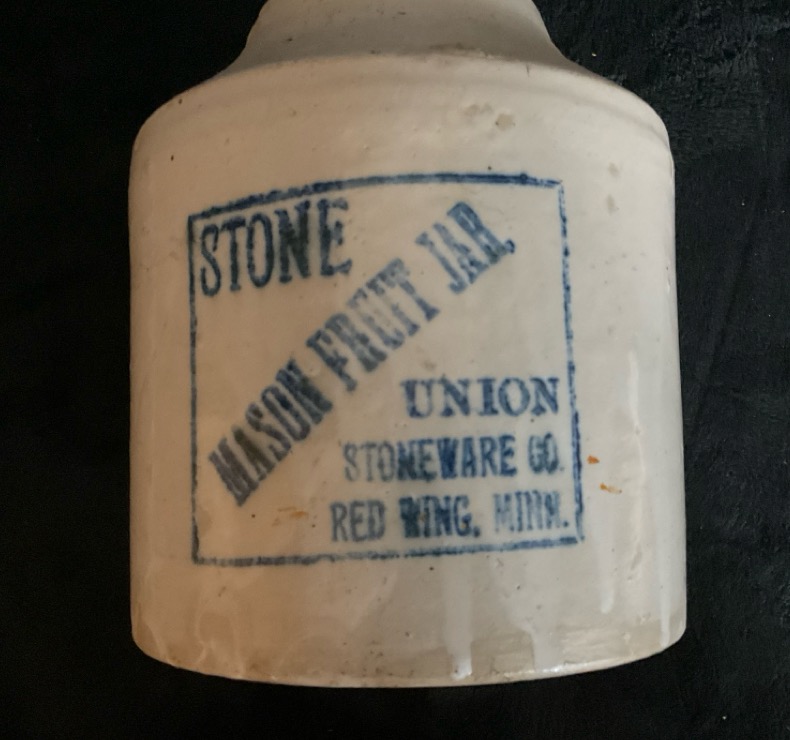 STONE
MASON FRUIT JAR.
UNION
STONEWARE CO.
RED WING, MINN.